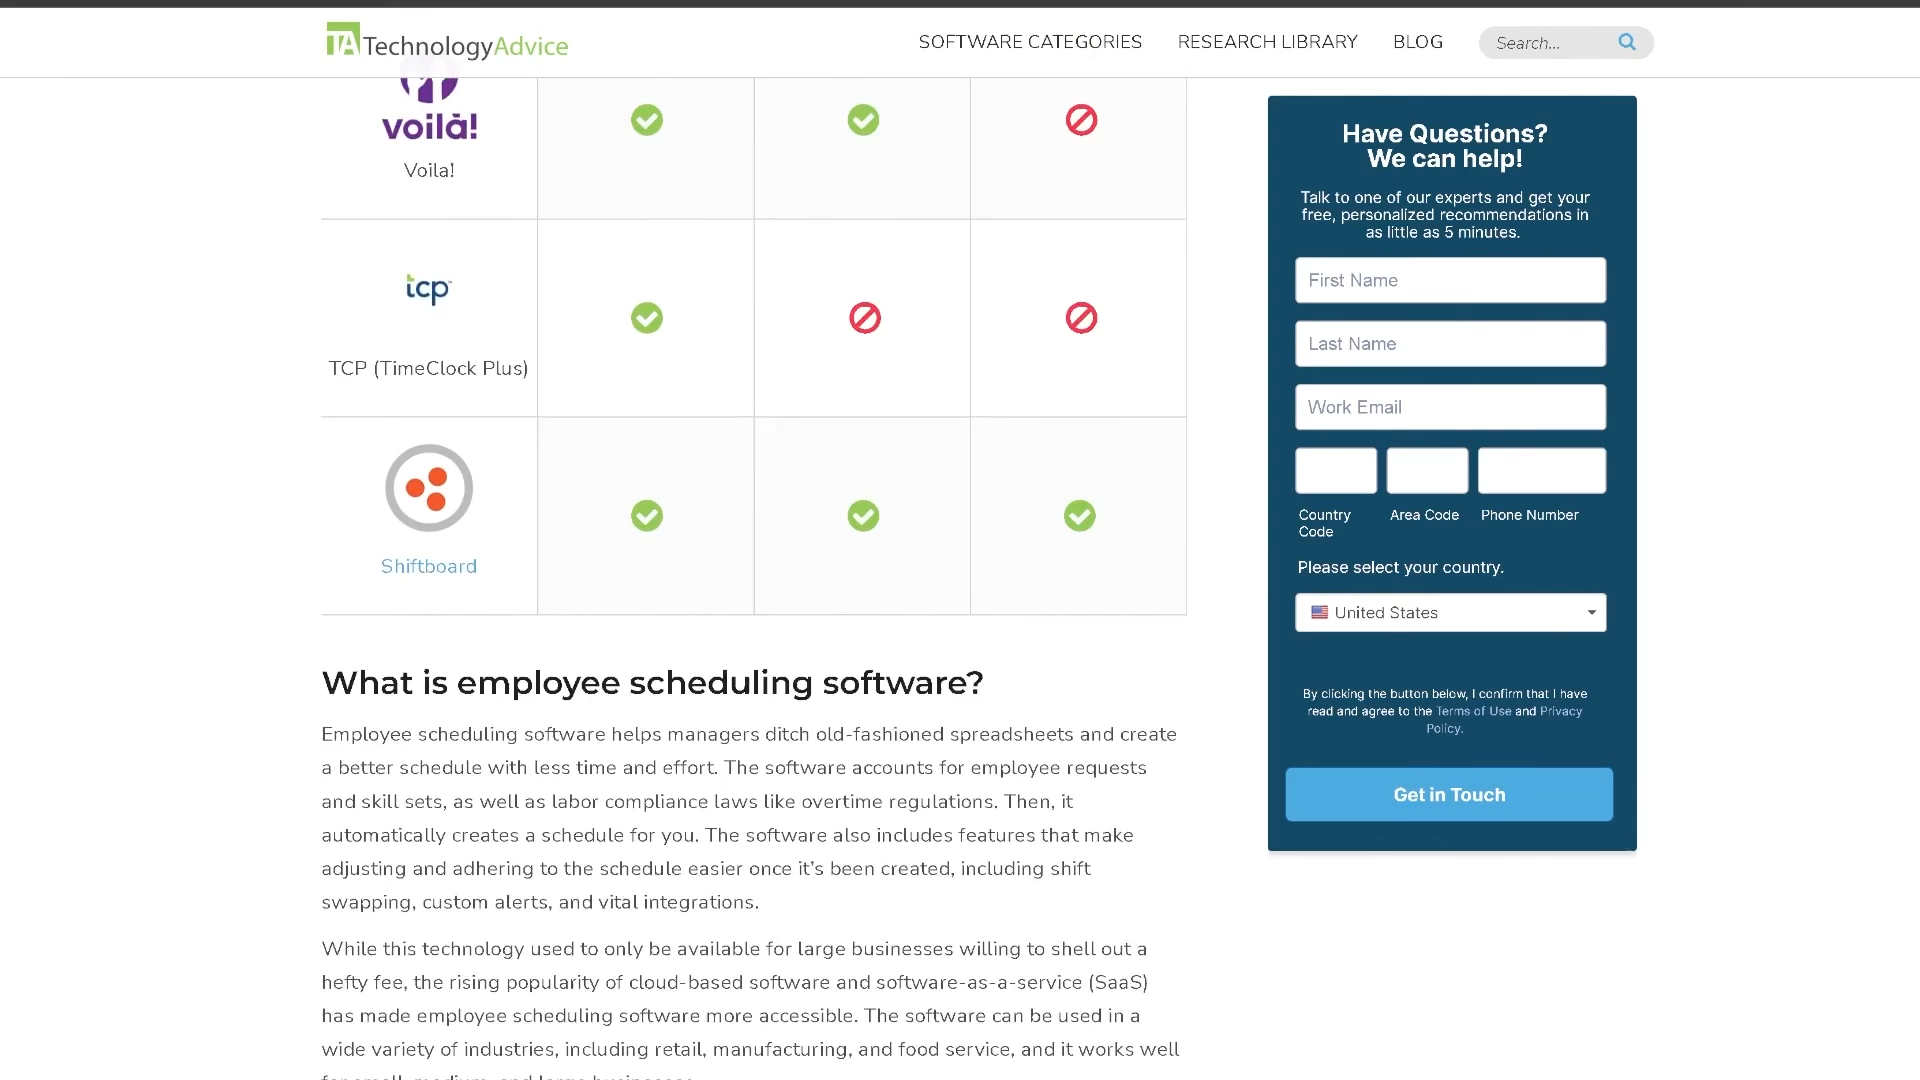 TA TechnologyAdvice
SOFTWARE CATEGORIES
RESEARCH LIBRARY
BLOG
Search...
voilà!
Voila!
tcp
TCP (TimeClock Plus)
Shiftboard
What is employee scheduling software?
Employee scheduling software helps managers ditch old-fashioned spreadsheets and create
a better schedule with less time and effort. The software accounts for employee requests
and skill sets, as well as labor compliance laws like overtime regulations. Then, it
automatically creates a schedule for you. The software also includes features that make
adjusting and adhering to the schedule easier once it’s been created, including shift
swapping, custom alerts, and vital integrations.
While this technology used to only be available for large businesses willing to shell out a
hefty fee, the rising popularity of cloud-based software and software-as-a-service (SaaS)
has made employee scheduling software more accessible. The software can be used in a
wide variety of industries, including retail, manufacturing, and food service, and it works well
Have Questions?
We can help!
Talk to one of our experts and get your
free, personalized recommendations in
as little as 5 minutes.
First Name
Last Name
Work Email
Country
Code
Area Code
Phone Number
Please select your country.
United States
By clicking the button below, I confirm that I have
read and agree to the Terms of Use and Privacy
Policy.
Get in Touch